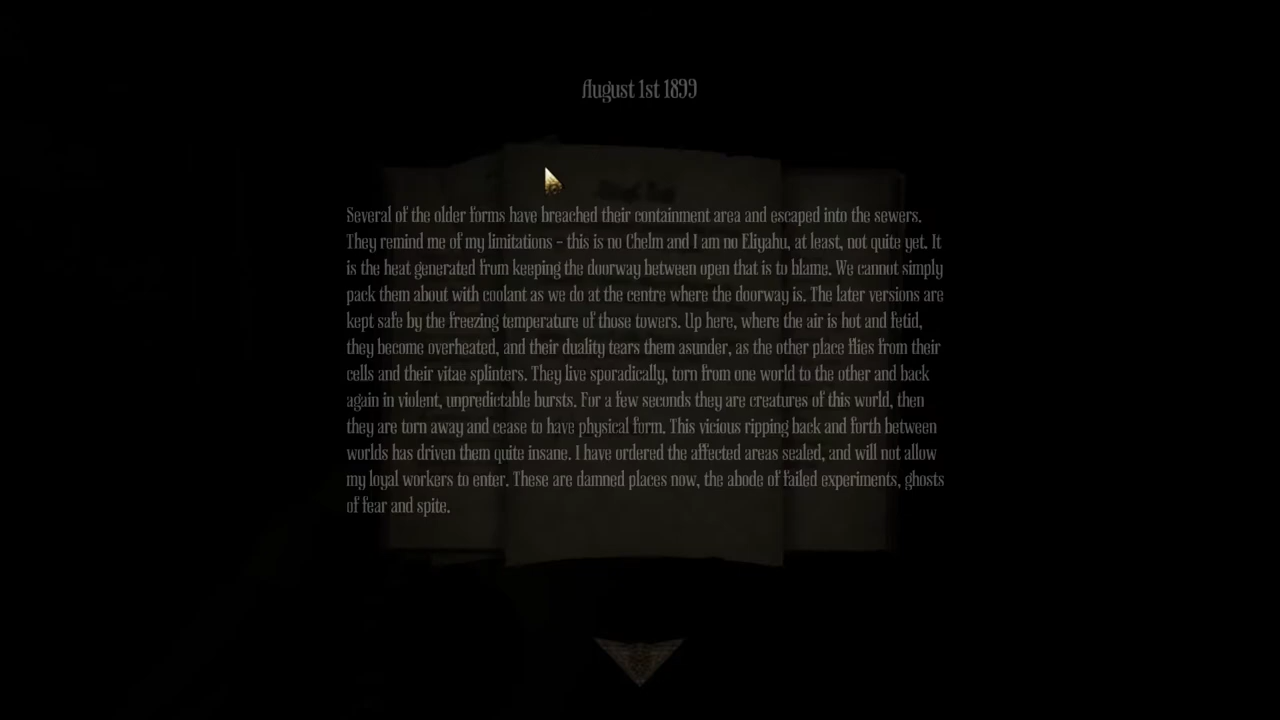 August 1st 1899
Several of the older forms have breached their containment area and escaped into the sewers.
They remind me of my limitations - this is no Chelm and I am no Eliyahu, at least, not quite yet. It
is the heat generated from keeping the doorway between open that is to blame. We cannot simply
pack them about with coolant as we do at the centre where the doorway is. The later versions are
kept safe by the freezing temperature of those towers. Up here, where the air is hot and fetid,
they become overheated, and their duality tears them asunder, as the other place flies from their
cells and their vitae splinters. They live sporadically, torn from one world to the other and back
again in violent, unpredictable bursts. For a few seconds they are creatures of this world, then
they are torn away and cease to have physical form. This vicious ripping back and forth between
worlds has driven them quite insane. I have ordered the affected areas sealed, and will not allow
my loyal workers to enter. These are damned places now, the abode of failed experiments, ghosts
of fear and spite.